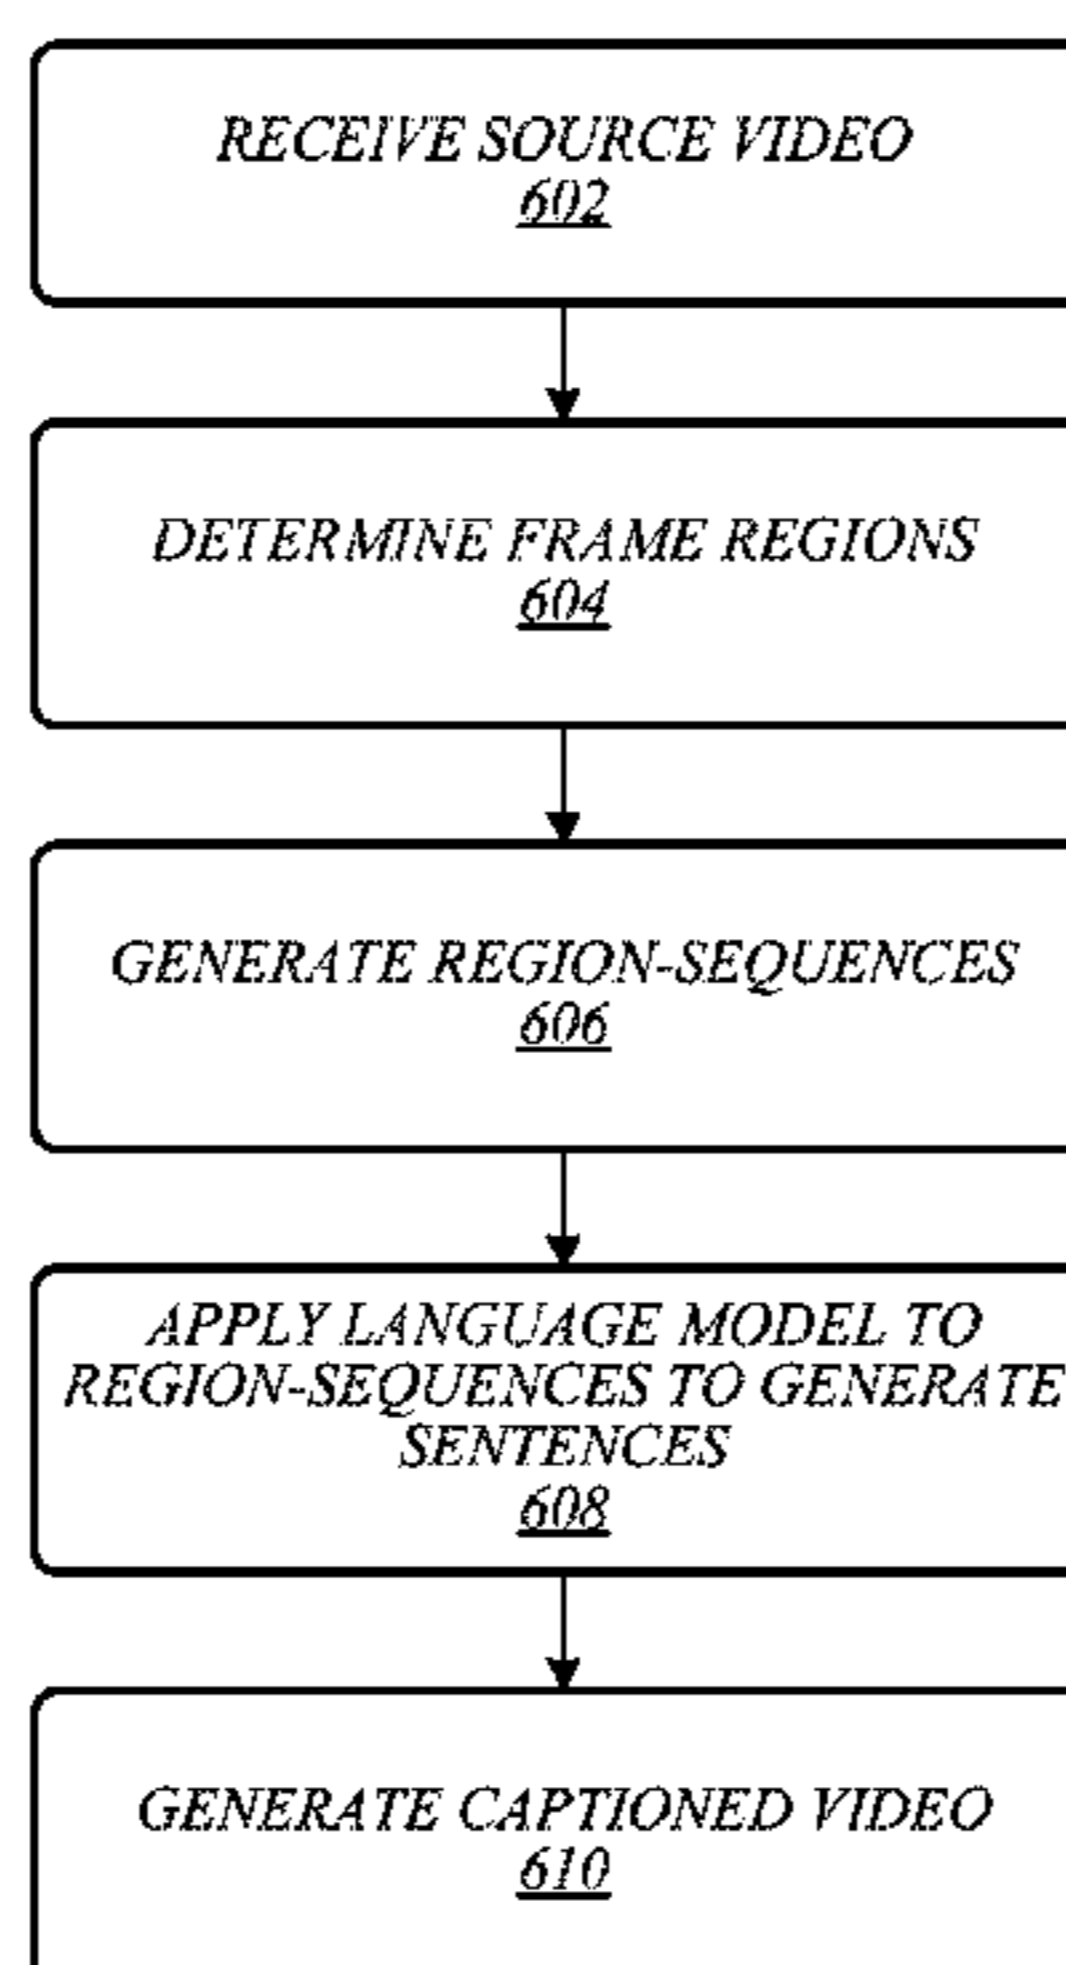 RECEIVE SOURCE VIDEO
602
DETERMINE FRAME REGIONS
604
GENERATE REGION-SEQUENCES
606
APPLY LANGUAGE MODEL TO
REGION-SEQUENCES TO GENERATE
SENTENCES
608
GENERATE CAPTIONED VIDEO
610